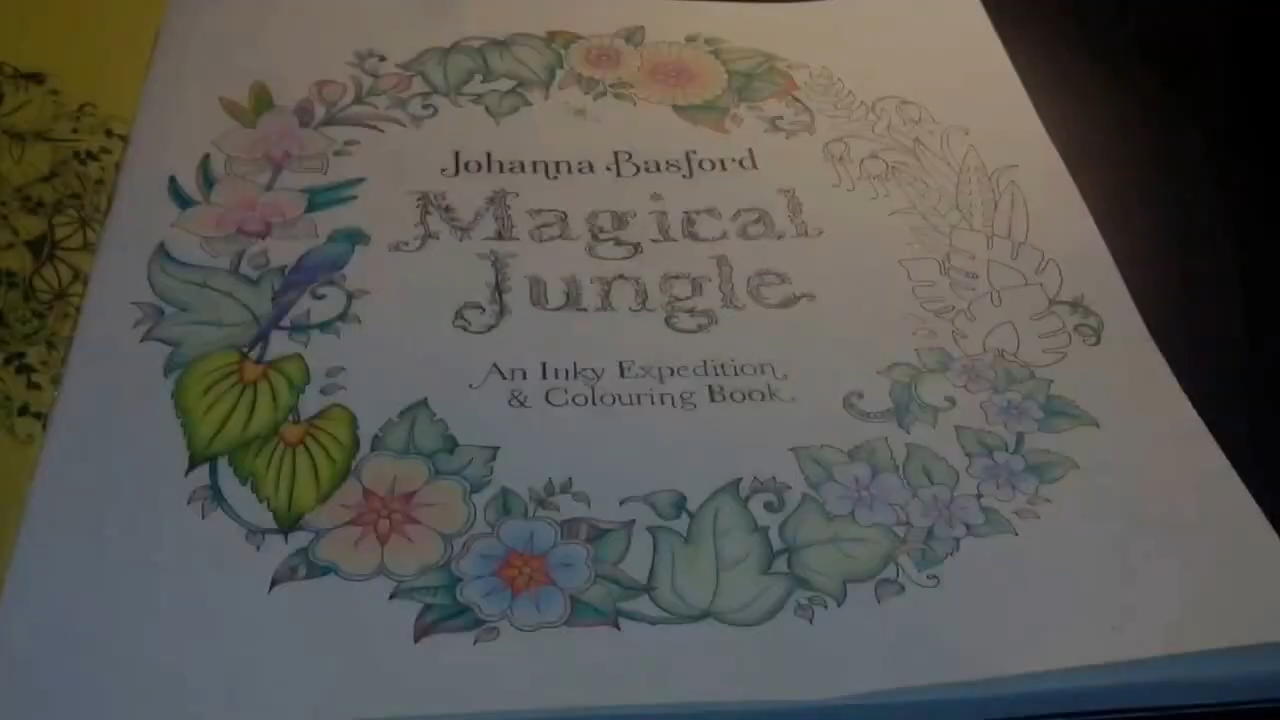 Johanna Basford
Magical
Jungle
An Inky Expedition
& Colouring Book